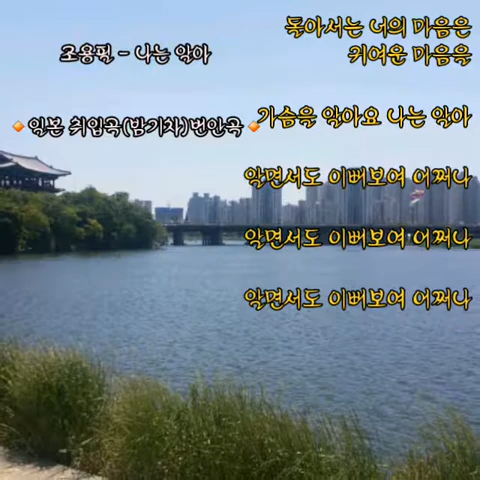 돌아서는 너의 마음은
조용필 - 나는 알아
귀여운 마음을
일본 취입곡(밤기차)번안곡
가슴을 알아요 나는 알아
알면서도 이뻐보여 어쩌나
알면서도 이뻐보여 어쩌나
알면서도 이뻐보여 어쩌나